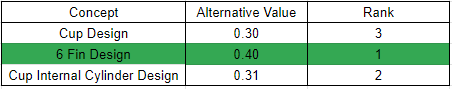 Concept Alternative Value Rank
Cup Design 0.30 3
6 Fin Design 0.40 1
Cup Internal Cylinder Design 0.31 2